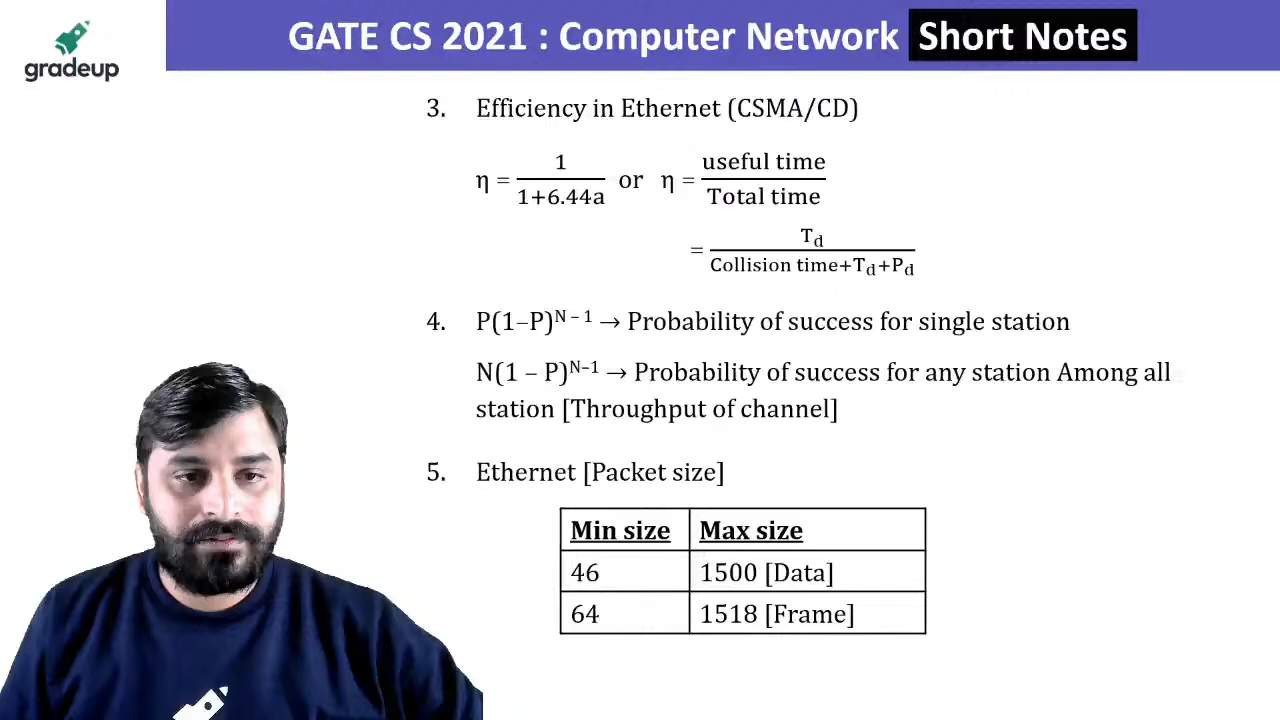 gradeup
GATE CS 2021 : Computer Network Short Notes
3. Efficiency in Ethernet (CSMA/CD)
η = 1/(1+6.44a) or η = useful time/Total time
= Td/(Collision time+Td+Pd)
4. P(1–P)^(N – 1) → Probability of success for single station
N(1 – P)^(N–1) → Probability of success for any station Among all
station [Throughput of channel]
5. Ethernet [Packet size]
Min size Max size
46 1500 [Data]
64 1518 [Frame]